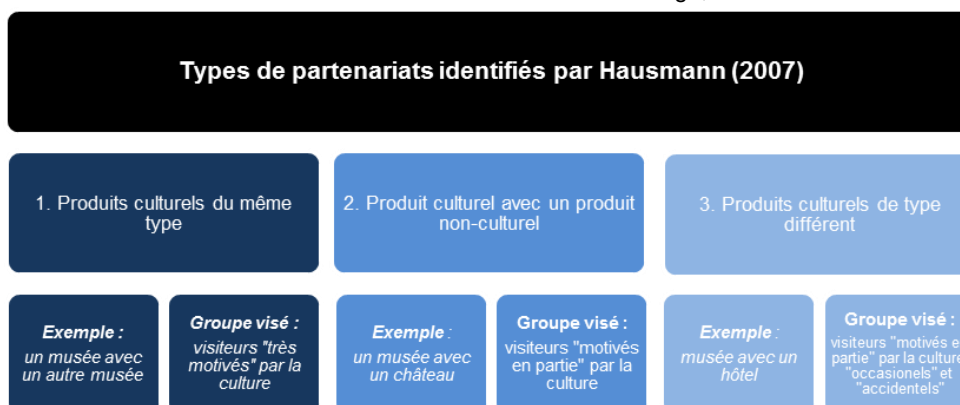 Types de partenariats identifiés par Hausmann (2007)
1. Produits culturels du même
type
2. Produit culturel avec un produit
non-culturel
3. Produits culturels de type
différent
Exemple :
un musée avec
un autre musée
Groupe visé :
visiteurs "très
motivés" par la
culture
Exemple :
un musée avec
un château
Groupe visé :
visiteurs "motivés
en partie" par la
culture
Exemple :
musée avec un
hôtel
Groupe visé :
visiteurs "motivés en
partie" par la culture
"occasionels" et
"accidentels"